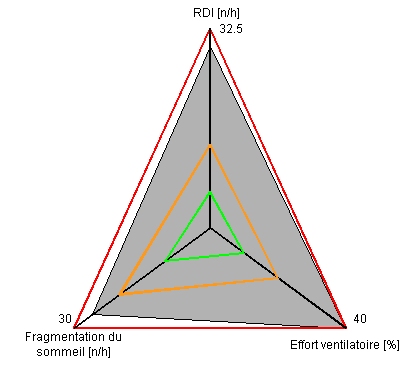 RDI [n/h]
32.5
30
40
Fragmentation du
sommeil [n/h]
Effort ventilatoire [%]